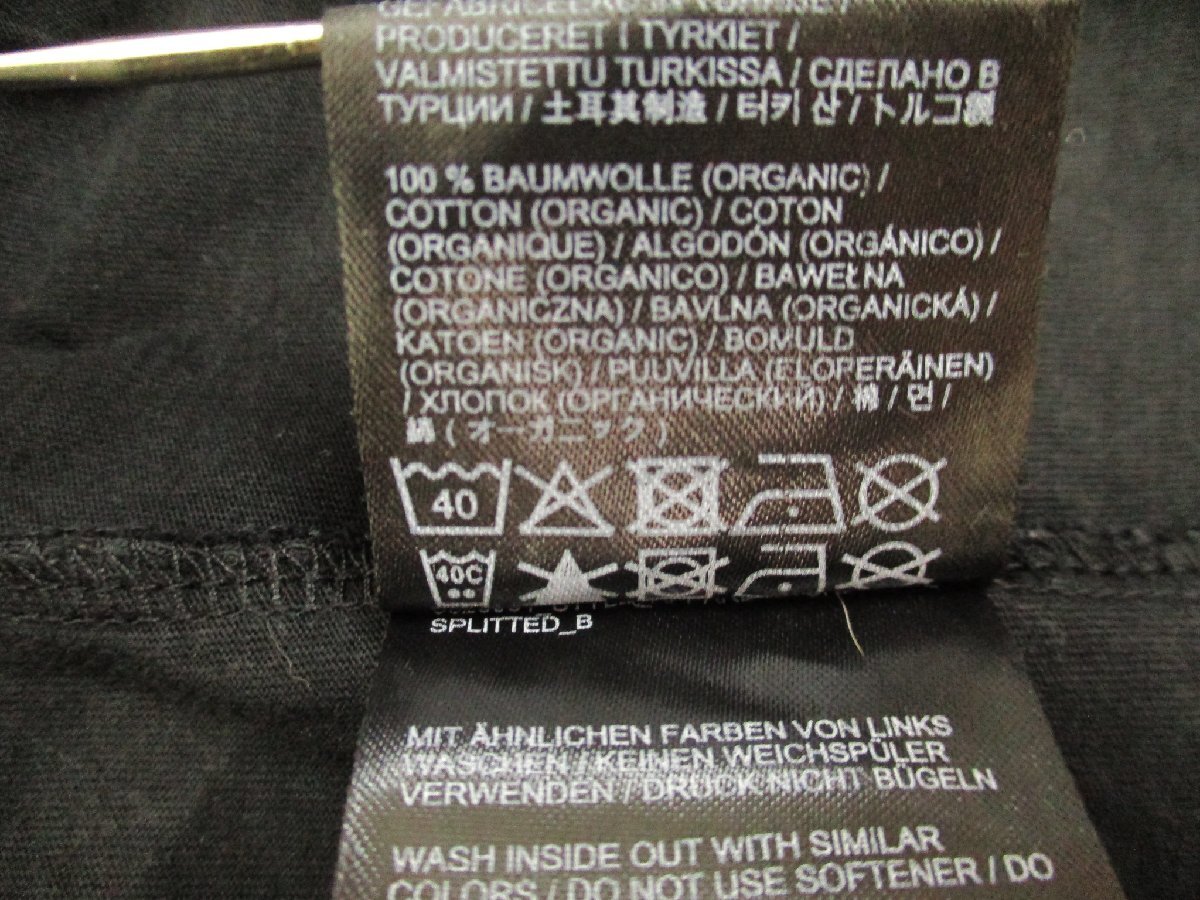 PRODUCERET I TYRKIET /
VALMISTETTU TURKISSA / СДЕЛАНО В
ТУРЦИИ / 土耳其制造 / 터키 산 / トルコ製
100 % BAUMWOLLE (ORGANIC) /
COTTON (ORGANIC) / COTON
(ORGANIQUE) / ALGODÓN (ORGÁNICO) /
COTONE (ORGANICO) / BAWEŁNA
(ORGANICZNA) / BAVLNA (ORGANICKÁ) /
KATOEN (ORGANIC) / BOMULD
(ORGANISK) / PUUVILLA (ELOPERÄINEN)
/ ХЛОПОК (ОРГАНИЧЕСКИЙ) / 棉 / 면 /
綿 ( オーガニック )
40
40C
SPLITTED_B
MIT ÄHNLICHEN FARBEN VON LINKS
WASCHEN / KEINEN WEICHSPÜLER
VERWENDEN / DRUCK NICHT BÜGELN
WASH INSIDE OUT WITH SIMILAR
COLORS / DO NOT USE SOFTENER / DO